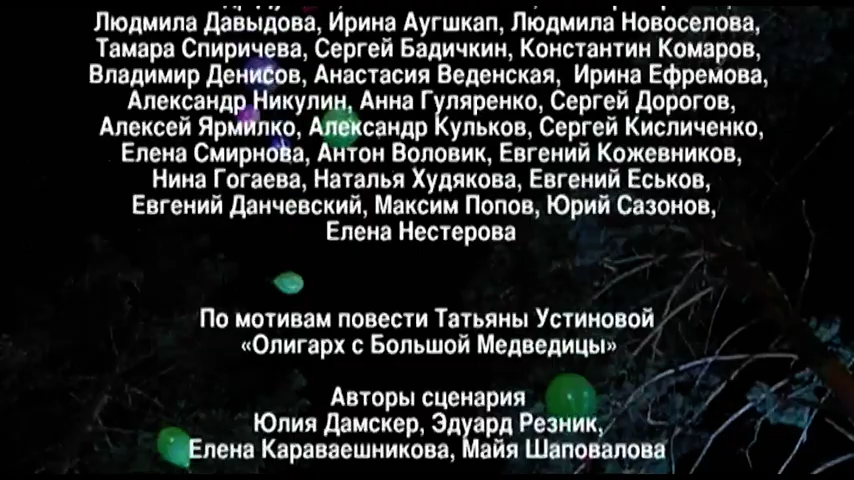 Людмила Давыдова, Ирина Аугшкап, Людмила Новоселова,
Тамара Спиричева, Сергей Бадичкин, Константин Комаров,
Владимир Денисов, Анастасия Веденская, Ирина Ефремова,
Александр Никулин, Анна Гуляренко, Сергей Дорогов,
Алексей Ярмилко, Александр Кульков, Сергей Кисличенко,
Елена Смирнова, Антон Воловик, Евгений Кожевников,
Нина Гогаева, Наталья Худякова, Евгений Еськов,
Евгений Данчевский, Максим Попов, Юрий Сазонов,
Елена Нестерова
По мотивам повести Татьяны Устиновой
«Олигарх с Большой Медведицы»
Авторы сценария
Юлия Дамскер, Эдуард Резник,
Елена Караваешникова, Майя Шаповалова